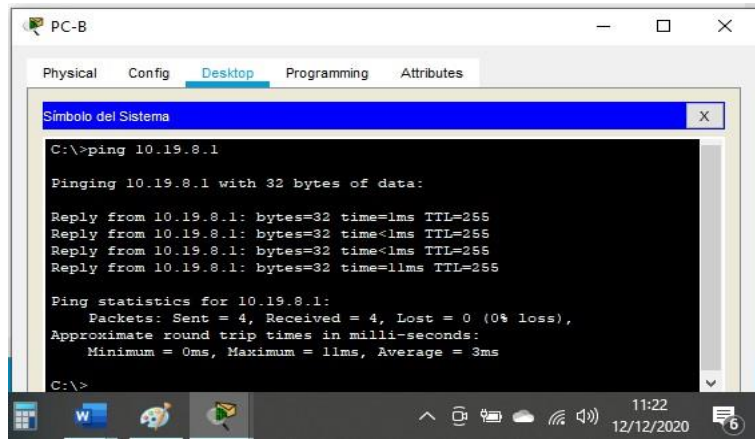 PC-B
Physical Config Desktop Programming Attributes
Símbolo del Sistema
X
C:\>ping 10.19.8.1
Pinging 10.19.8.1 with 32 bytes of data:
Reply from 10.19.8.1: bytes=32 time=1ms TTL=255
Reply from 10.19.8.1: bytes=32 time<1ms TTL=255
Reply from 10.19.8.1: bytes=32 time<1ms TTL=255
Reply from 10.19.8.1: bytes=32 time=11ms TTL=255
Ping statistics for 10.19.8.1:
Packets: Sent = 4, Received = 4, Lost = 0 (0% loss),
Approximate round trip times in milli-seconds:
Minimum = 0ms, Maximum = 11ms, Average = 3ms
C:\>
W
11:22
12/12/2020
6